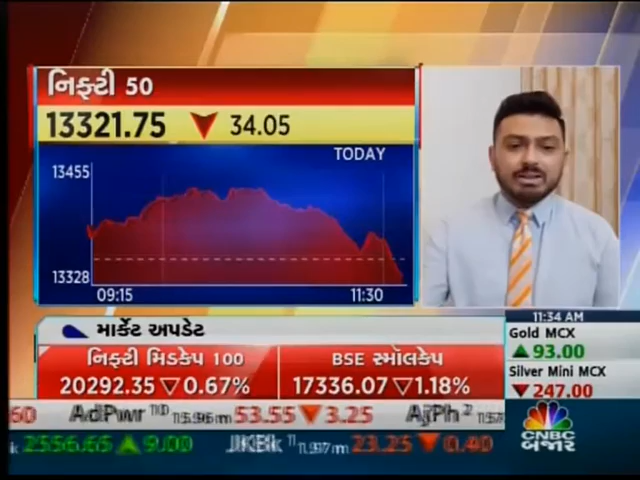 નિફ્ટી 50
13321.75 ▼ 34.05
TODAY
13455
13328
09:15 11:30
માર્કેટ અપડેટ
નિફ્ટી મિડકેપ 100
20292.35 ▽ 0.67%
BSE સ્મૉલકેપ
17336.07 ▽ 1.18%
11:34 AM
Gold MCX
▲ 93.00
Silver Mini MCX
▼ 247.00
60 AdPwr 53.55 ▼ 3.25
2556.65 ▲ 9.00 23.25 ▼ 0.40
CNBC
બજાર